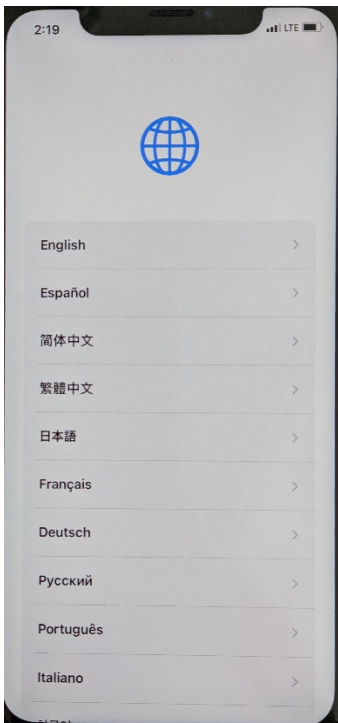 2:19
LTE
English
Español
简体中文
繁體中文
日本語
Français
Deutsch
Русский
Português
Italiano